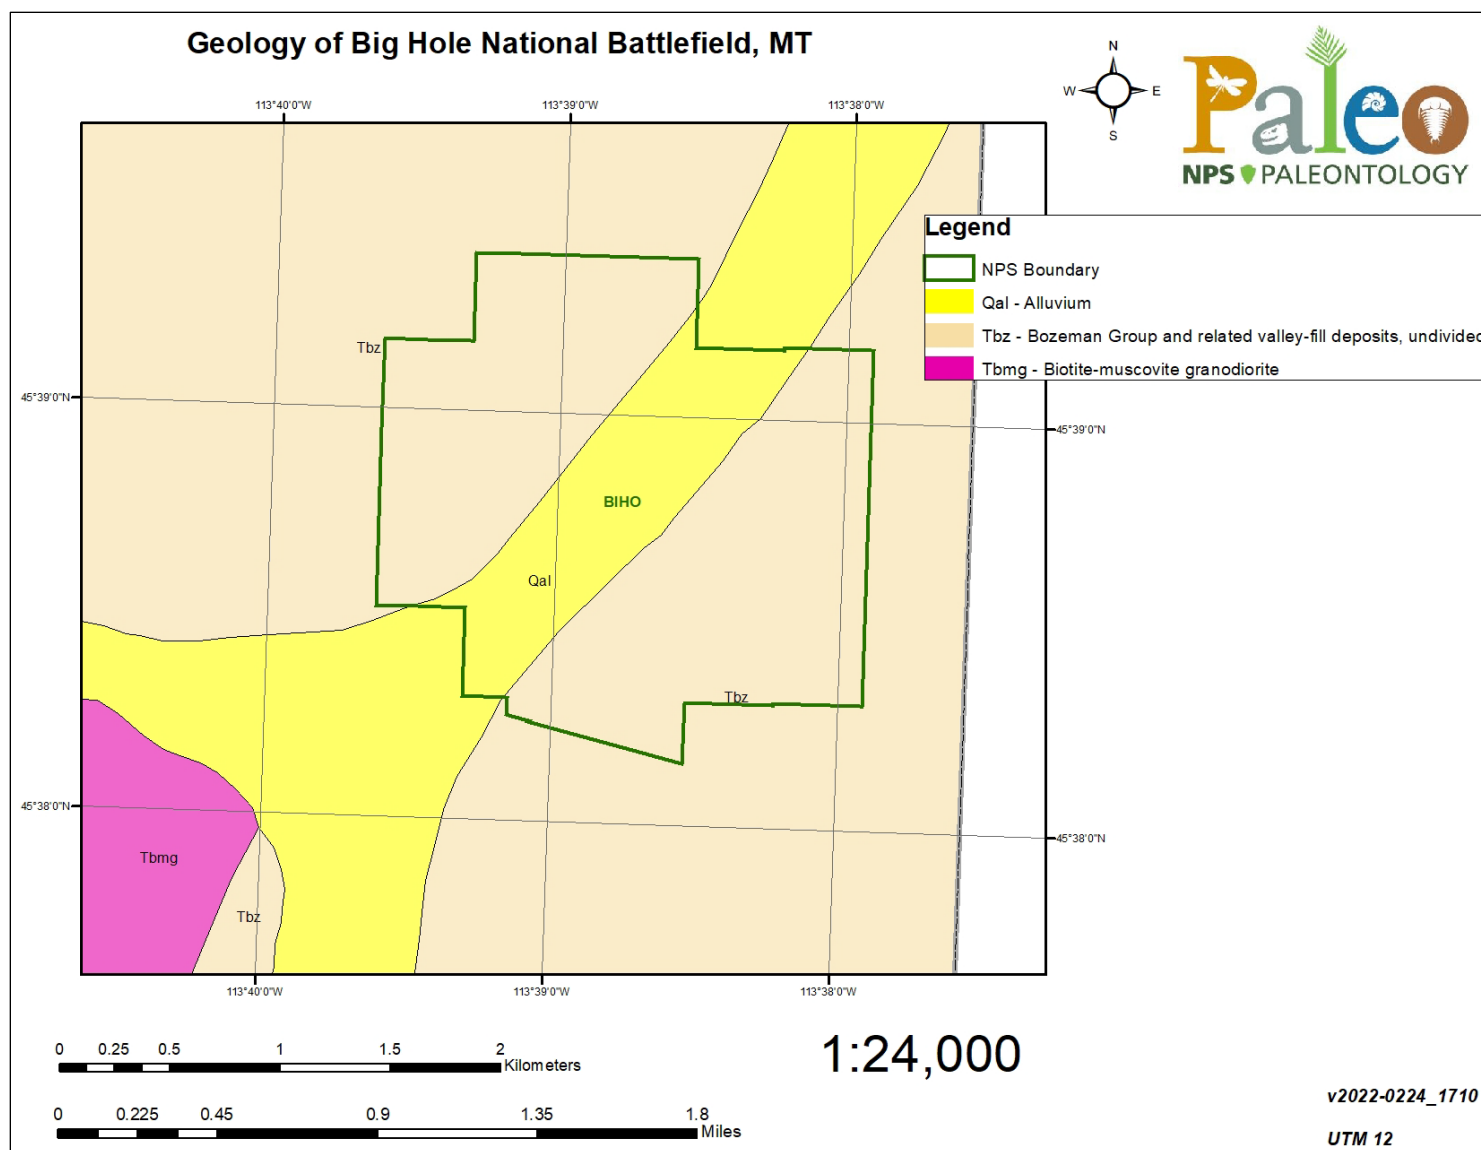 Geology of Big Hole National Battlefield, MT
N
W E
S
Paleo
NPS PALEONTOLOGY
113°40'0"W 113°39'0"W 113°38'0"W
Legend
NPS Boundary
Qal - Alluvium
Tbz - Bozeman Group and related valley-fill deposits, undivided
Tbmg - Biotite-muscovite granodiorite
Tbz
45°39'0"N
45°39'0"N
BIHO
Qal
Tbz
45°38'0"N
45°38'0"N
Tbmg
Tbz
113°40'0"W 113°39'0"W 113°38'0"W
0 0.25 0.5 1 1.5 2
Kilometers
1:24,000
0 0.225 0.45 0.9 1.35 1.8
Miles
v2022-0224_1710
UTM 12